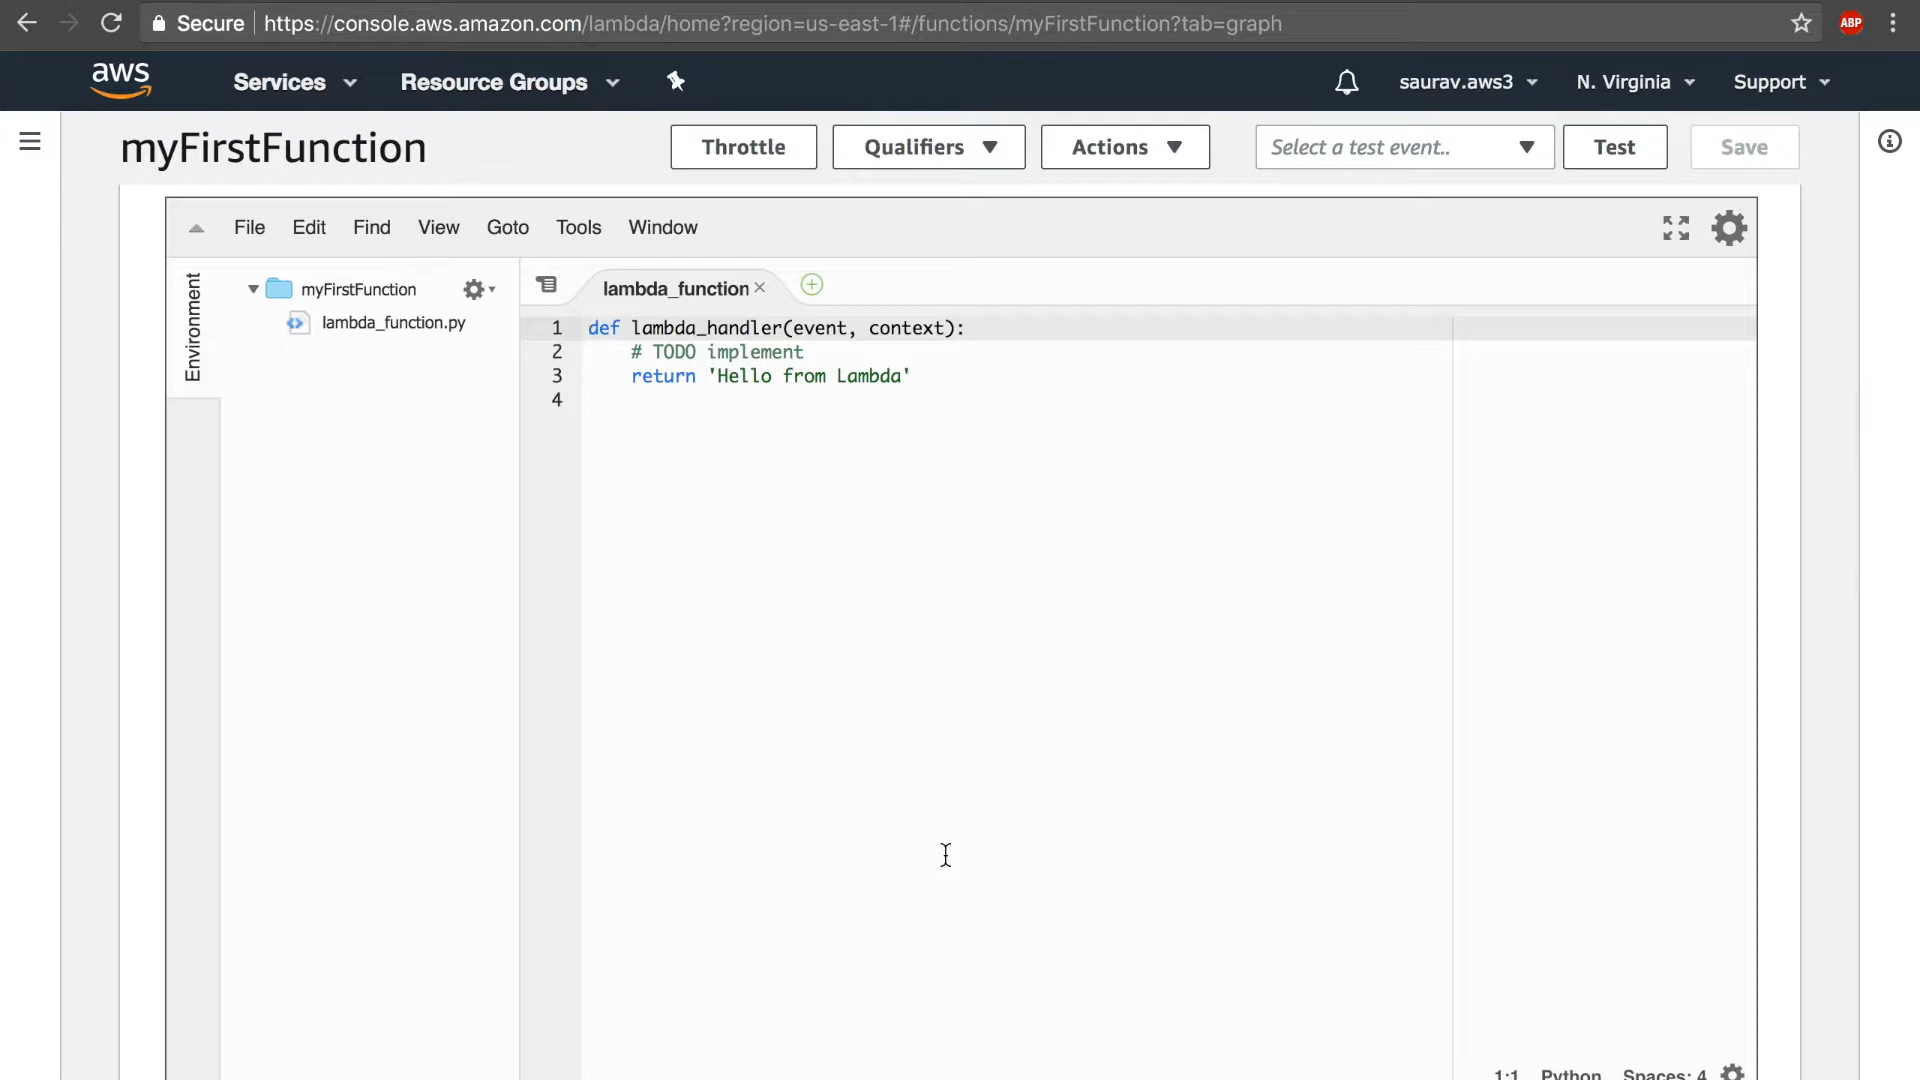 Secure https://console.aws.amazon.com/lambda/home?region=us-east-1#/functions/myFirstFunction?tab=graph ABP
aws Services Resource Groups saurav.aws3 N. Virginia Support
myFirstFunction Throttle Qualifiers Actions Select a test event.. Test Save
File Edit Find View Goto Tools Window
Environment
myFirstFunction
lambda_function.py
lambda_function
1 def lambda_handler(event, context):
2 # TODO implement
3 return 'Hello from Lambda'
4
1:1 Python Spaces: 4